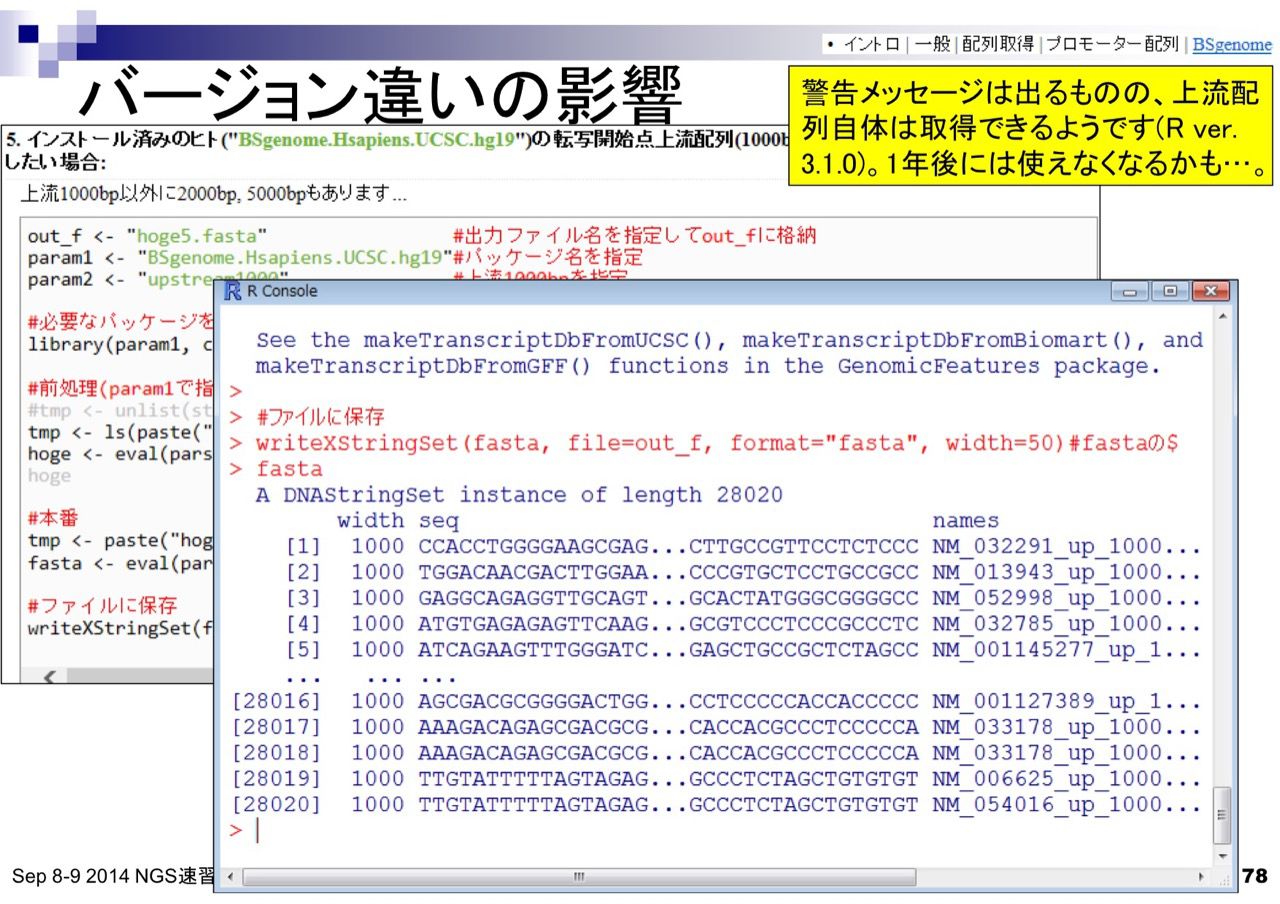 • イントロ | 一般 | 配列取得 | プロモーター配列 | BSgenome
バージョン違いの影響
警告メッセージは出るものの、上流配
列自体は取得できるようです(R ver.
3.1.0)。1年後には使えなくなるかも…。
5. インストール済みのヒト("BSgenome.Hsapiens.UCSC.hg19")の転写開始点上流配列(1000b
したい場合:
上流1000bp以外に2000bp, 5000bpもあります...
out_f <- "hoge5.fasta" #出力ファイル名を指定してout_fに格納
param1 <- "BSgenome.Hsapiens.UCSC.hg19"#パッケージ名を指定
param2 <- "upstream1000" #上流1000bpを指定
#必要なパッケージを
library(param1, c
#前処理(param1で指
#tmp <- unlist(st
tmp <- ls(paste("
hoge <- eval(pars
hoge
#本番
tmp <- paste("hog
fasta <- eval(par
#ファイルに保存
writeXStringSet(f
R Console
See the makeTranscriptDbFromUCSC(), makeTranscriptDbFromBiomart(), and
makeTranscriptDbFromGFF() functions in the GenomicFeatures package.
>
> #ファイルに保存
> writeXStringSet(fasta, file=out_f, format="fasta", width=50)#fastaの$
> fasta
A DNAStringSet instance of length 28020
width seq names
[1] 1000 CCACCTGGGGAAGCGAG...CTTGCCGTTCCTCTCCC NM_032291_up_1000...
[2] 1000 TGGACAACGACTTGGAA...CCCGTGCTCCTGCCGCC NM_013943_up_1000...
[3] 1000 GAGGCAGAGGTTGCAGT...GCACTATGGGCGGGGCC NM_052998_up_1000...
[4] 1000 ATGTGAGAGAGTTCAAG...GCGTCCCTCCCGCCCTC NM_032785_up_1000...
[5] 1000 ATCAGAAGTTTGGGATC...GAGCTGCCGCTCTAGCC NM_001145277_up_1...
... ... ...
[28016] 1000 AGCGACGCGGGGACTGG...CCTCCCCCACCACCCCC NM_001127389_up_1...
[28017] 1000 AAAGACAGAGCGACGCG...CACCACGCCCTCCCCCA NM_033178_up_1000...
[28018] 1000 AAAGACAGAGCGACGCG...CACCACGCCCTCCCCCA NM_033178_up_1000...
[28019] 1000 TTGTATTTTTAGTAGAG...GCCCTCTAGCTGTGTGT NM_006625_up_1000...
[28020] 1000 TTGTATTTTTAGTAGAG...GCCCTCTAGCTGTGTGT NM_054016_up_1000...
>
Sep 8-9 2014 NGS速習
78